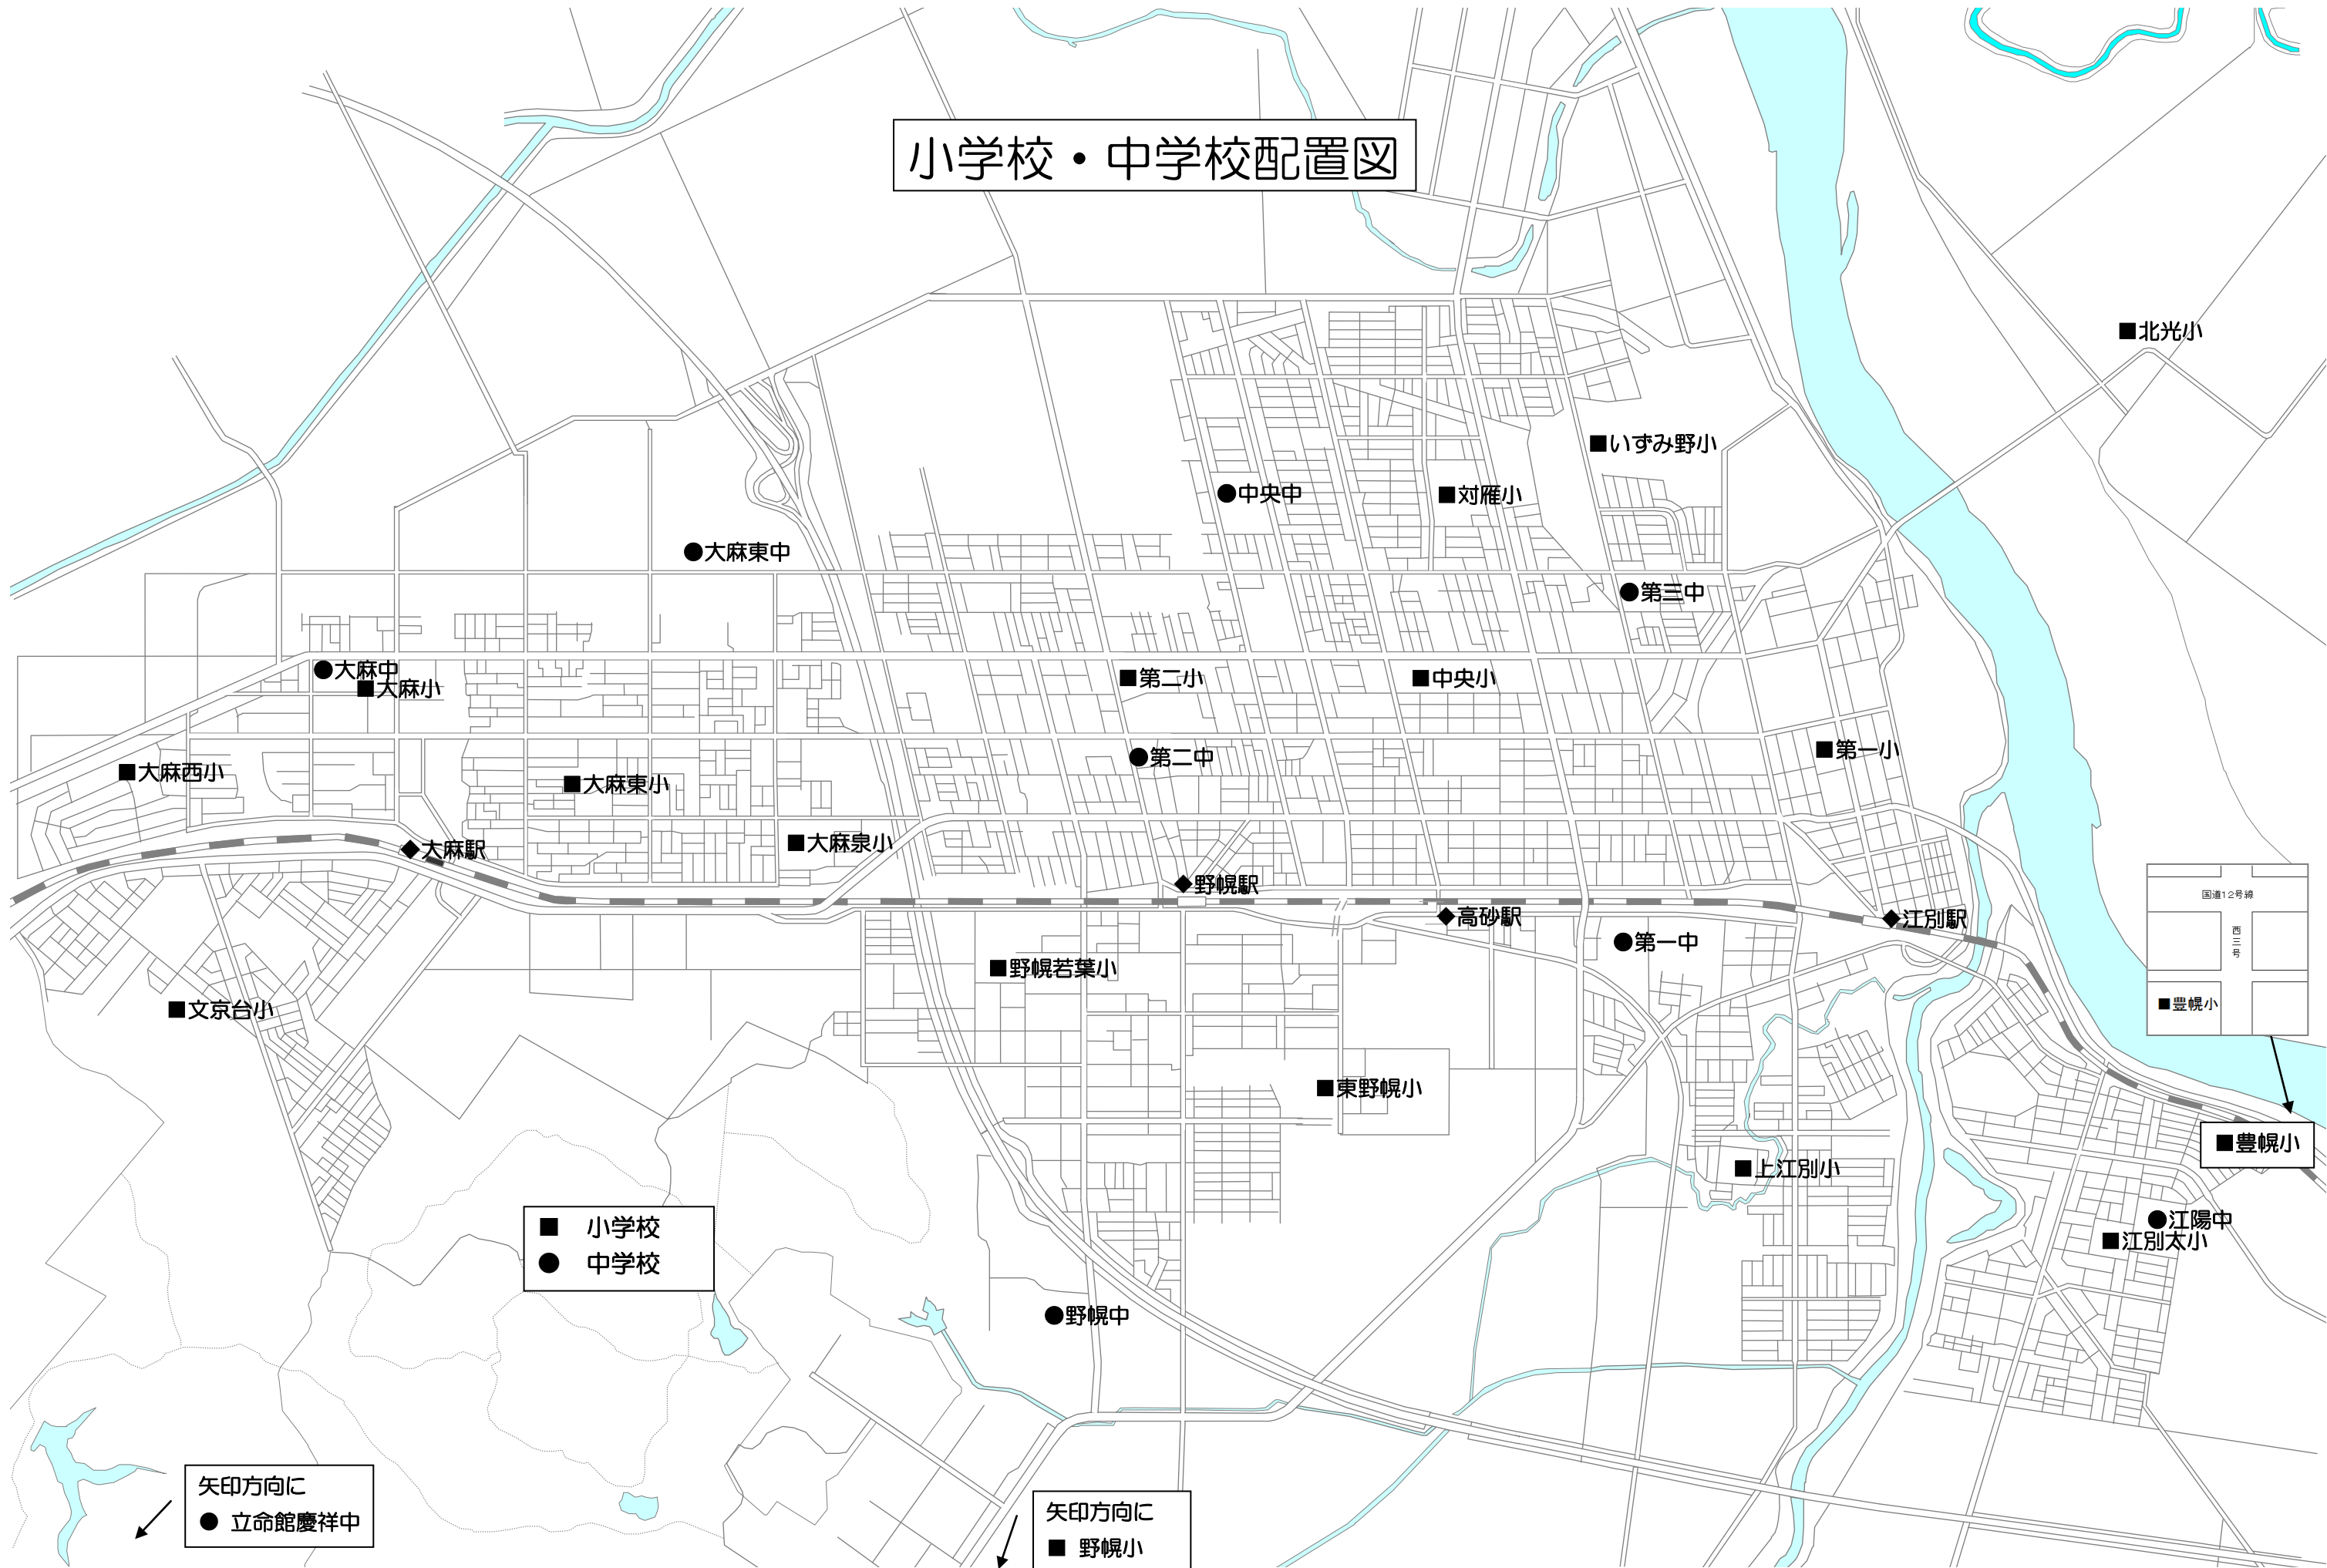 小学校・中学校配置図
■北光小
■いずみ野小
●中央中
■対雁小
●大麻東中
●第三中
●大麻中
■大麻小
■第二小
■中央小
■第一小
●第二中
■大麻西小
■大麻東小
■大麻泉小
◆大麻駅
◆野幌駅
◆高砂駅
◆江別駅
国道12号線
西三号
■豊幌小
●第一中
■野幌若葉小
■文京台小
■東野幌小
■豊幌小
■上江別小
●江陽中
■江別太小
■ 小学校
● 中学校
●野幌中
矢印方向に
● 立命館慶祥中
矢印方向に
■ 野幌小